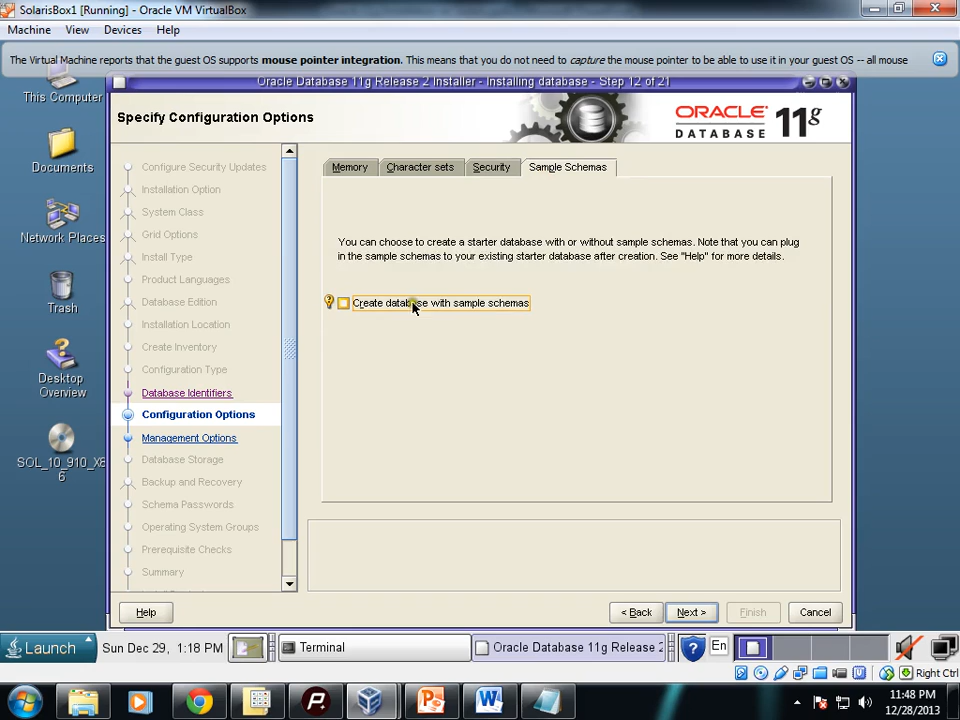 SolarisBox1 [Running] - Oracle VM VirtualBox
Machine View Devices Help
The Virtual Machine reports that the guest OS supports mouse pointer integration. This means that you do not need to capture the mouse pointer to be able to use it in your guest OS -- all mouse
This Computer
Documents
Network Places
Trash
Desktop
Overview
SOL_10_910_X8
6
Oracle Database 11g Release 2 Installer - Installing database - Step 12 of 21
Specify Configuration Options
ORACLE
DATABASE 11g
Configure Security Updates
Installation Option
System Class
Grid Options
Install Type
Product Languages
Database Edition
Installation Location
Create Inventory
Configuration Type
Database Identifiers
Configuration Options
Management Options
Database Storage
Backup and Recovery
Schema Passwords
Operating System Groups
Prerequisite Checks
Summary
Memory Character sets Security Sample Schemas
You can choose to create a starter database with or without sample schemas. Note that you can plug
in the sample schemas to your existing starter database after creation. See "Help" for more details.
Create database with sample schemas
Help < Back Next > Finish Cancel
Launch Sun Dec 29, 1:18 PM Terminal Oracle Database 11g Release 2 En
Right Ctrl
11:48 PM
12/28/2013